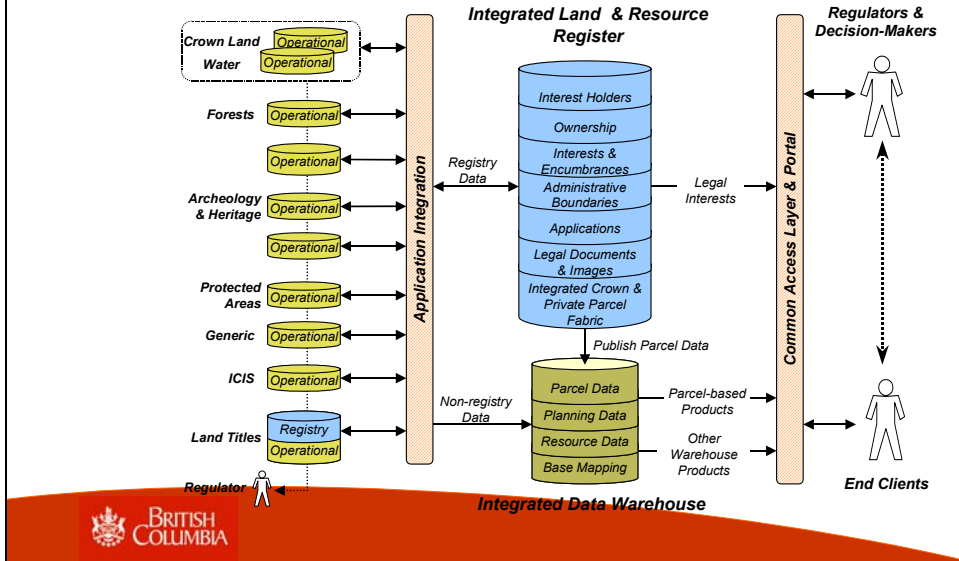 Integrated Land & Resource
Register
Regulators &
Decision-Makers
Crown Land
Operational
Water
Operational
Forests
Operational
Operational
Archeology
& Heritage
Operational
Operational
Protected
Areas
Operational
Generic
Operational
ICIS
Operational
Land Titles
Registry
Operational
Regulator
Application Integration
Registry
Data
Non-registry
Data
Interest Holders
Ownership
Interests &
Encumbrances
Administrative
Boundaries
Applications
Legal Documents
& Images
Integrated Crown &
Private Parcel
Fabric
Publish Parcel Data
Parcel Data
Planning Data
Resource Data
Base Mapping
Integrated Data Warehouse
Legal
Interests
Parcel-based
Products
Other
Warehouse
Products
Common Access Layer & Portal
End Clients
BRITISH
COLUMBIA